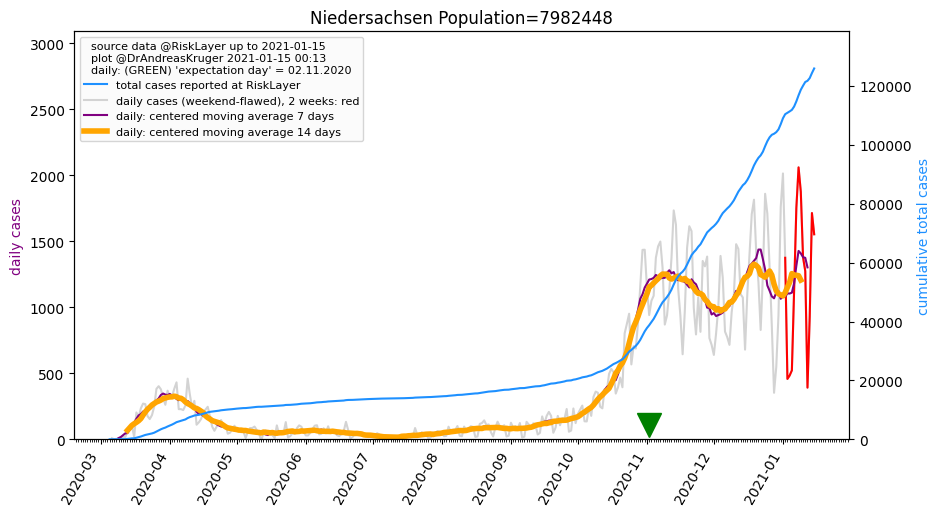 Niedersachsen Population=7982448
source data @RiskLayer up to 2021-01-15
plot @DrAndreasKruger 2021-01-15 00:13
daily: (GREEN) 'expectation day' = 02.11.2020
total cases reported at RiskLayer
daily cases (weekend-flawed), 2 weeks: red
daily: centered moving average 7 days
daily: centered moving average 14 days
daily cases
3000
2500
2000
1500
1000
500
0
cumulative total cases
120000
100000
80000
60000
40000
20000
0
2020-03
2020-04
2020-05
2020-06
2020-07
2020-08
2020-09
2020-10
2020-11
2020-12
2021-01